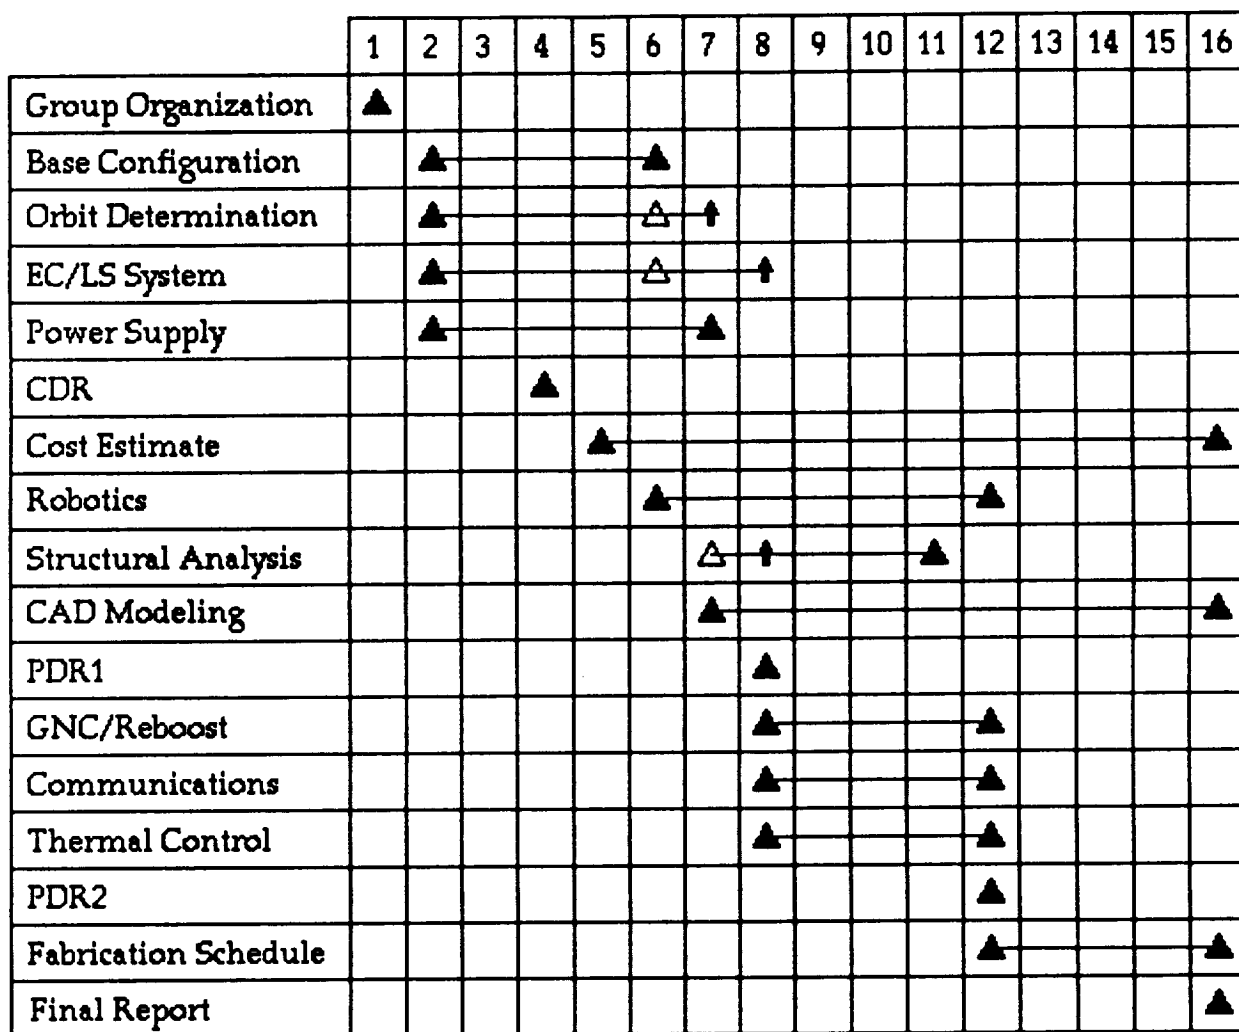 1 2 3 4 5 6 7 8 9 10 11 12 13 14 15 16
Group Organization
Base Configuration
Orbit Determination
EC/LS System
Power Supply
CDR
Cost Estimate
Robotics
Structural Analysis
CAD Modeling
PDR1
GNC/Reboost
Communications
Thermal Control
PDR2
Fabrication Schedule
Final Report